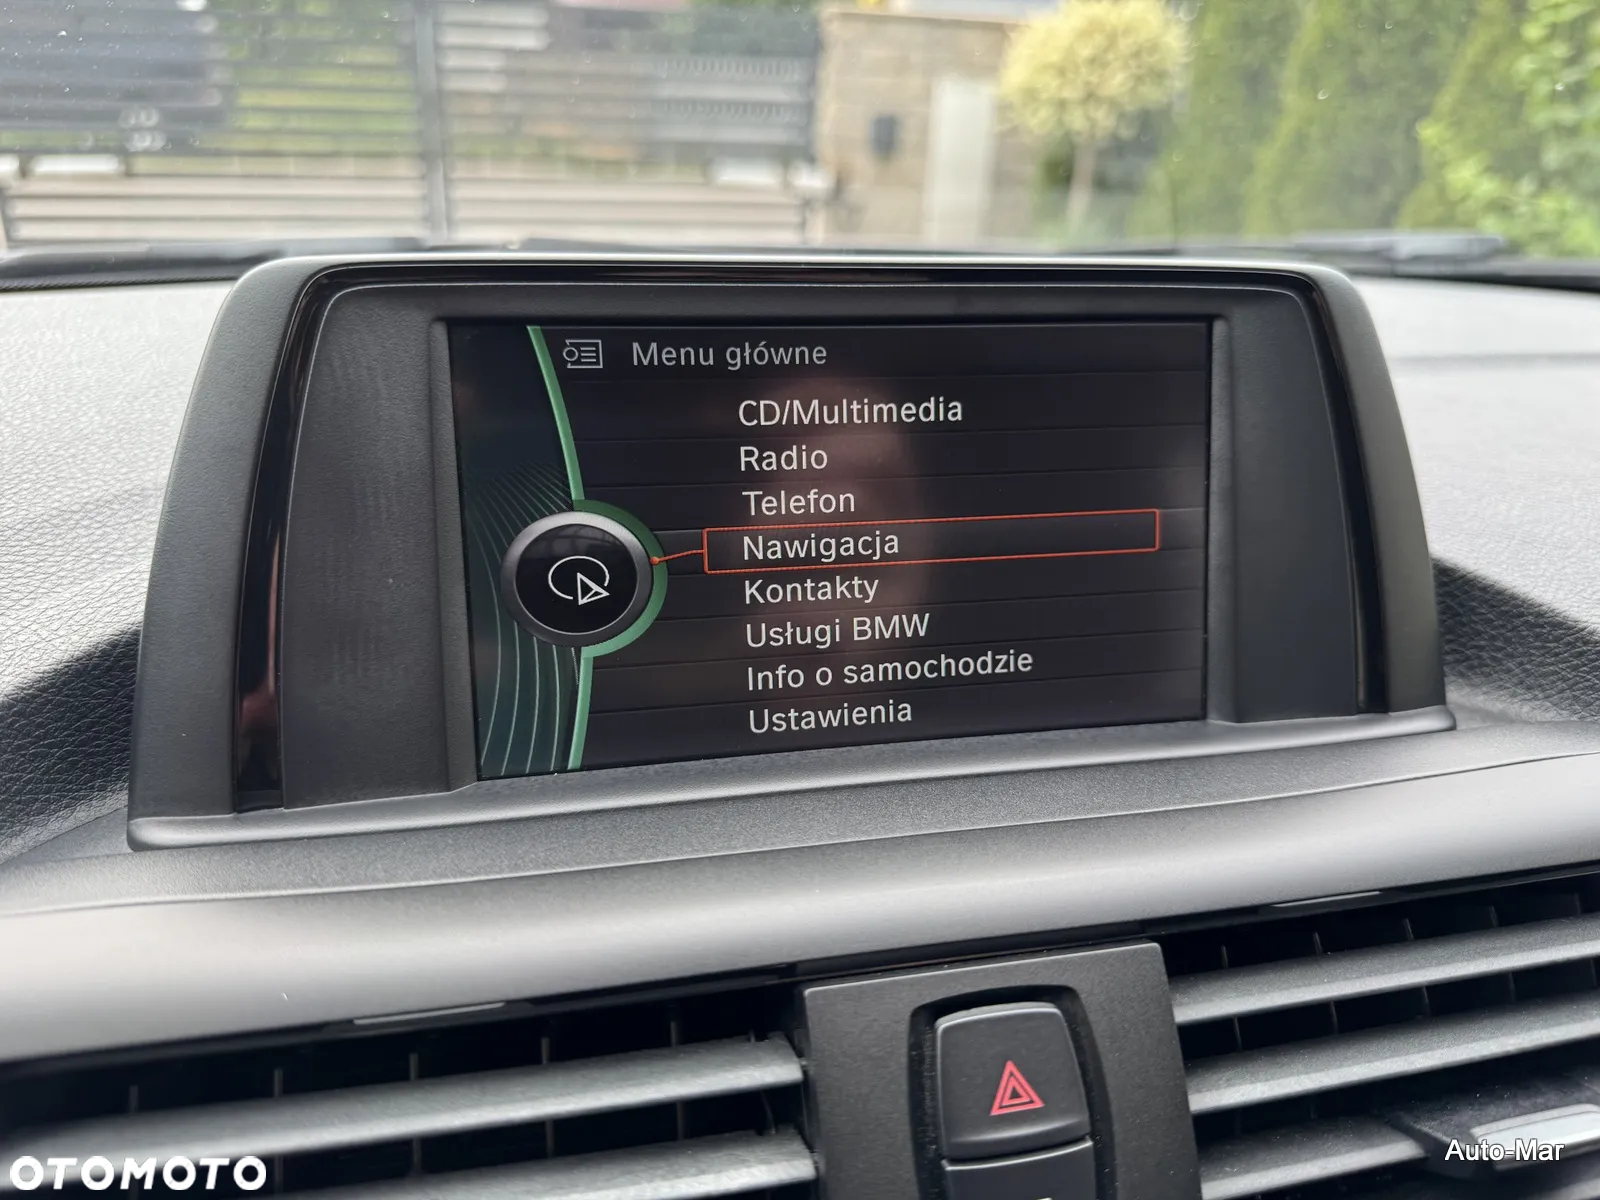 Menu główne
CD/Multimedia
Radio
Telefon
Nawigacja
Kontakty
Usługi BMW
Info o samochodzie
Ustawienia
Auto-Mar
OTOMOTO